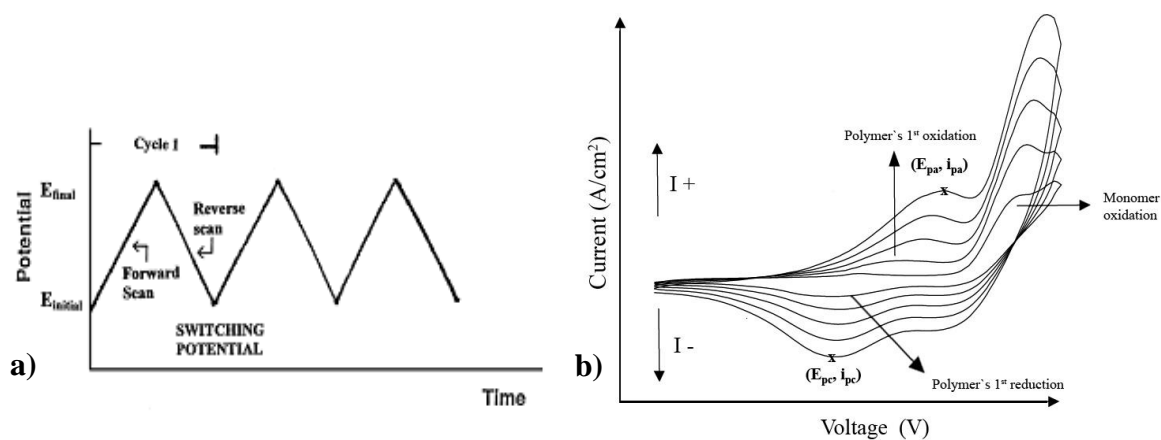 Cycle I
Potential
E_final
E_initial
Reverse
scan
Forward
Scan
SWITCHING
POTENTIAL
a)
Time
Current (A/cm²)
I +
I -
Polymer`s 1st oxidation
(E_pa, i_pa)
x
Monomer
oxidation
x
(E_pc, i_pc)
Polymer`s 1st reduction
b)
Voltage (V)